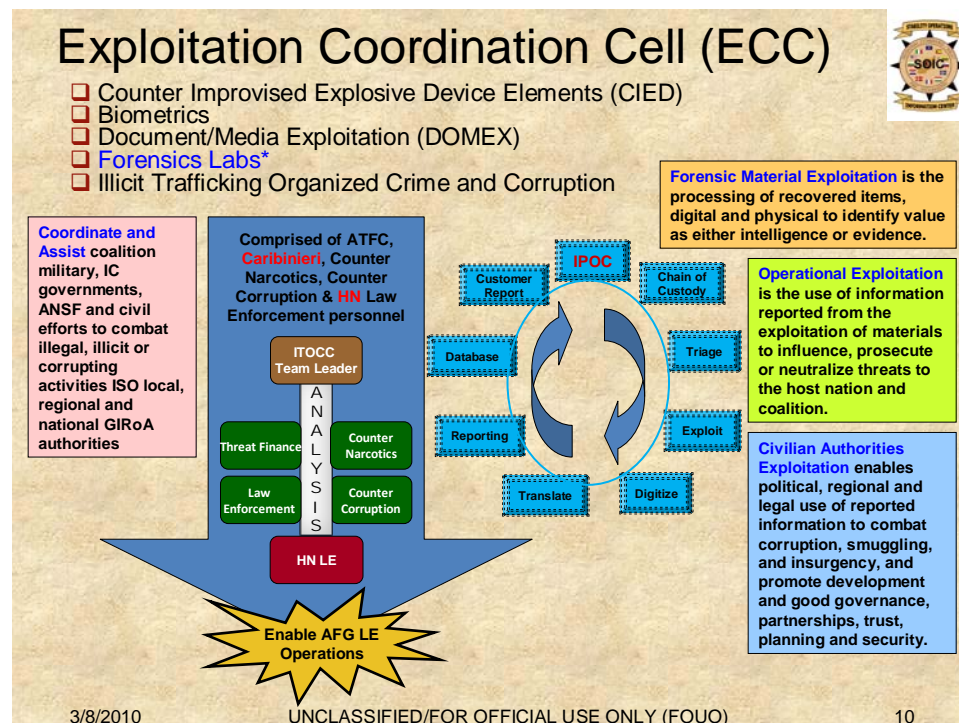 Exploitation Coordination Cell (ECC)
Counter Improvised Explosive Device Elements (CIED)
Biometrics
Document/Media Exploitation (DOMEX)
Forensics Labs*
Illicit Trafficking Organized Crime and Corruption
STABILITY OPERATIONS
SOIC
INFORMATION CENTER
Coordinate and
Assist coalition
military, IC
governments,
ANSF and civil
efforts to combat
illegal, illicit or
corrupting
activities ISO local,
regional and
national GIRoA
authorities
Comprised of ATFC,
Caribinieri, Counter
Narcotics, Counter
Corruption & HN Law
Enforcement personnel
ITOCC
Team Leader
ANALYSIS
Threat Finance
Counter
Narcotics
Law
Enforcement
Counter
Corruption
HN LE
Enable AFG LE
Operations
IPOC
Chain of
Custody
Triage
Exploit
Digitize
Translate
Reporting
Database
Customer
Report
Forensic Material Exploitation is the
processing of recovered items,
digital and physical to identify value
as either intelligence or evidence.
Operational Exploitation
is the use of information
reported from the
exploitation of materials
to influence, prosecute
or neutralize threats to
the host nation and
coalition.
Civilian Authorities
Exploitation enables
political, regional and
legal use of reported
information to combat
corruption, smuggling,
and insurgency, and
promote development
and good governance,
partnerships, trust,
planning and security.
3/8/2010
UNCLASSIFIED/FOR OFFICIAL USE ONLY (FOUO)
10